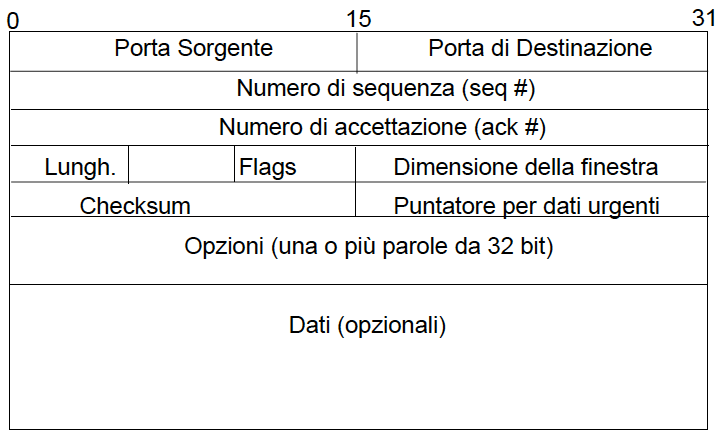 0 15 31
Porta Sorgente Porta di Destinazione
Numero di sequenza (seq #)
Numero di accettazione (ack #)
Lungh. Flags Dimensione della finestra
Checksum Puntatore per dati urgenti
Opzioni (una o più parole da 32 bit)
Dati (opzionali)